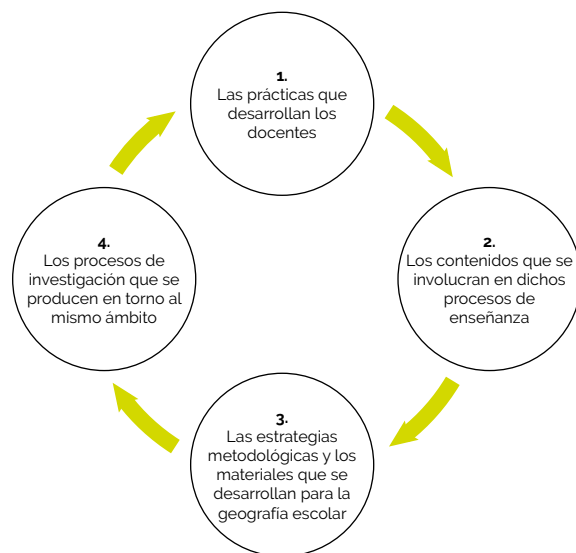 1.
Las prácticas que
desarrollan los
docentes
2.
Los contenidos que se
involucran en dichos
procesos de
enseñanza
3.
Las estrategias
metodológicas y los
materiales que se
desarrollan para la
geografía escolar
4.
Los procesos de
investigación que se
producen en torno al
mismo ámbito